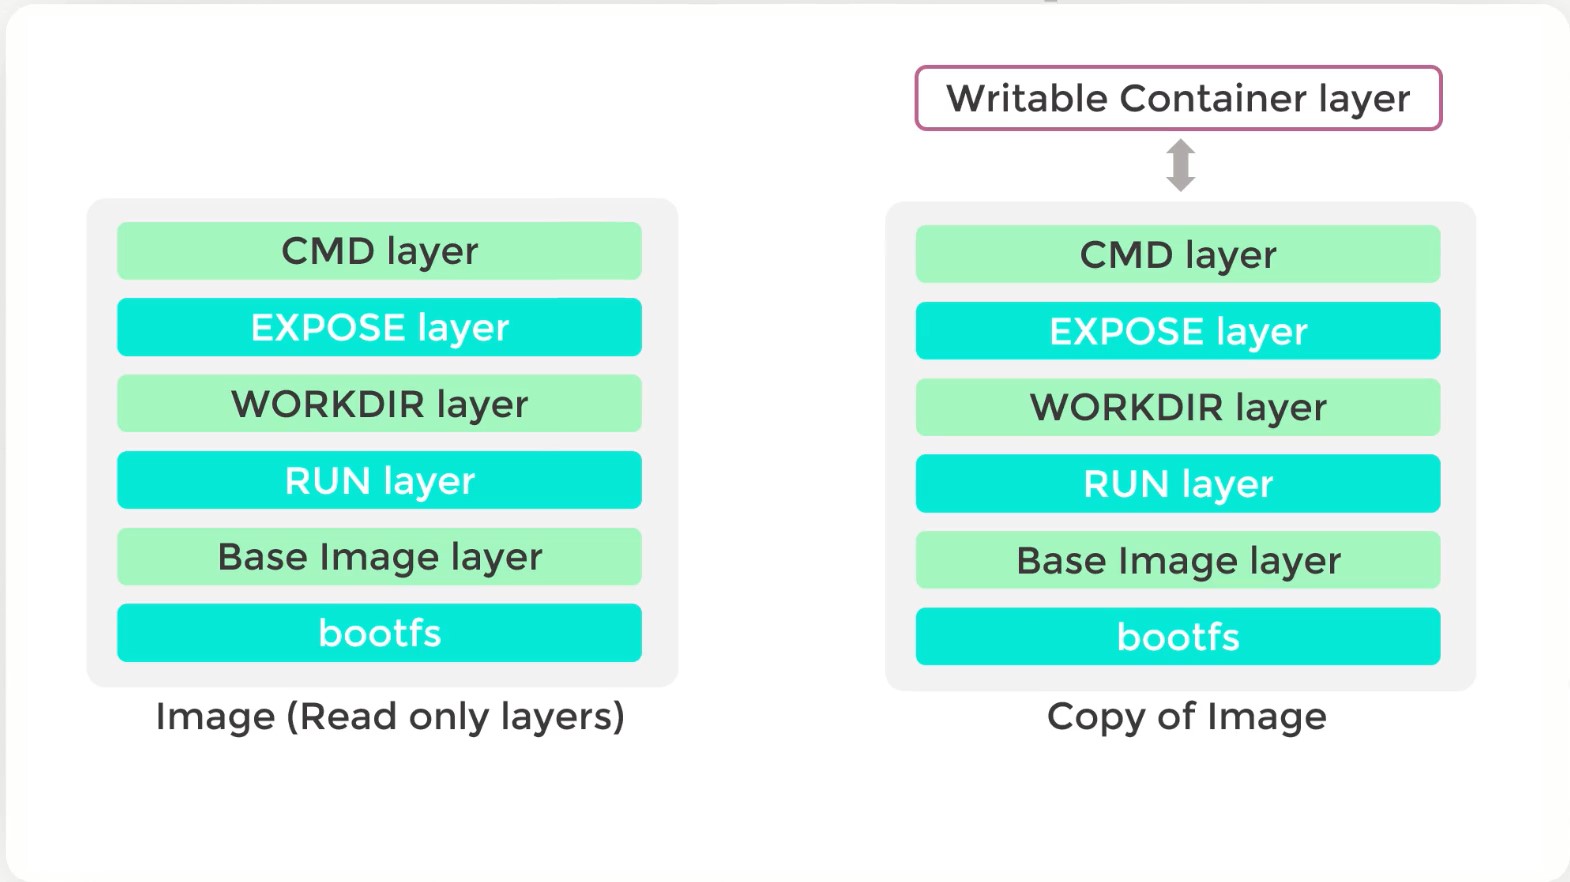 Writable Container layer
CMD layer
EXPOSE layer
WORKDIR layer
RUN layer
Base Image layer
bootfs
Image (Read only layers)
CMD layer
EXPOSE layer
WORKDIR layer
RUN layer
Base Image layer
bootfs
Copy of Image